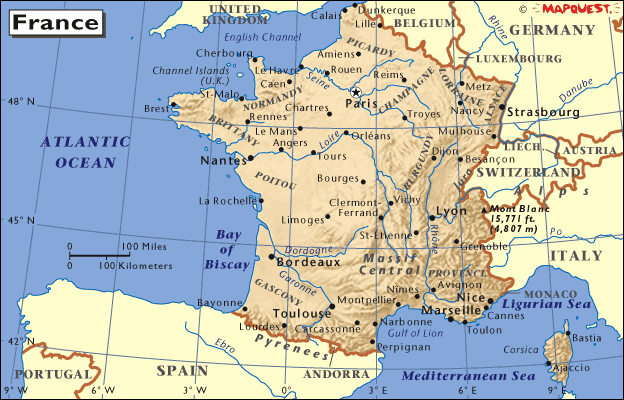 France
© MAPQUEST.
UNITED
KINGDOM
Calais
Dunkerque
Lille
BELGIUM
Rhine
GERMANY
English Channel
PICARDY
LUXEMBOURG
Cherbourg
Amiens
Channel Islands
(U.K.)
Le Havre
Rouen
Reims
Seine
Caen
Metz
LORRAINE
ALSACE
Danube
48°N
St-Malo
NORMANDY
Paris
CHAMPAGNE
Nancy
Strasbourg
Brest
Rennes
Chartres
Troyes
BRITTANY
Le Mans
Orléans
Mulhouse
ATLANTIC
OCEAN
Angers
Loire
Dijon
LIECH.
AUSTRIA
Nantes
Tours
BURGUNDY
Besançon
SWITZERLAND
POITOU
Bourges
Jura
Alps
La Rochelle
Clermont-
Ferrand
Vichy
Lyon
Mont Blanc
15,771 ft.
(4,807 m)
45°N
Limoges
St-Étienne
Rhône
Grenoble
Po
Bay
of
Biscay
0 100 Miles
0 100 Kilometers
Dordogne
Bordeaux
Massif
Central
ITALY
Garonne
PROVENCE
GASCONY
Avignon
MONACO
Bayonne
Montpellier
Nîmes
Nice
Ligurian Sea
Toulouse
Marseille
Cannes
Lourdes
Carcassonne
Narbonne
Toulon
Bastia
42°N
Pyrenees
Gulf of Lion
Perpignan
Corsica
Ebro
Ajaccio
PORTUGAL
SPAIN
ANDORRA
Mediterranean Sea
9°W
6°W
3°W
0°
3°E
6°E
9°E